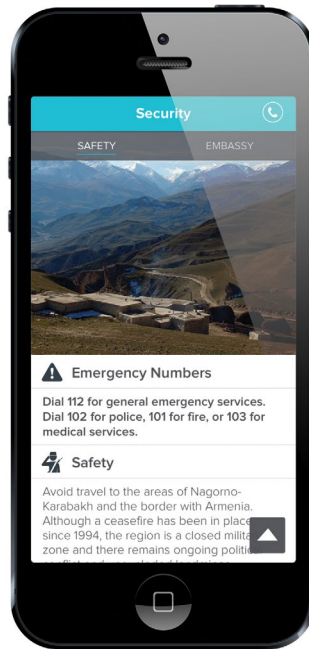 Security
SAFETY EMBASSY
Emergency Numbers
Dial 112 for general emergency services.
Dial 102 for police, 101 for fire, or 103 for
medical services.
Safety
Avoid travel to the areas of Nagorno-
Karabakh and the border with Armenia.
Although a ceasefire has been in place
since 1994, the region is a closed
zone and there remains ongoing